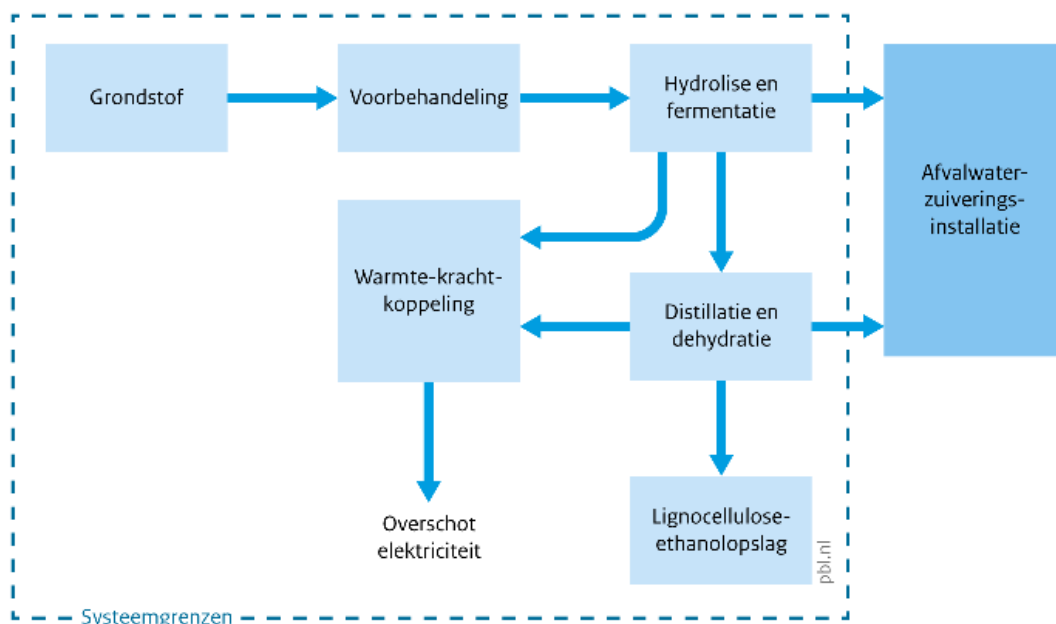 Grondstof
Voorbehandeling
Hydrolise en
fermentatie
Afvalwater-
zuiverings-
installatie
Warmte-kracht-
koppeling
Distillatie en
dehydratie
Overschot
elektriciteit
Lignocellulose-
ethanolopslag
pbl.nl
Systeemgrenzen